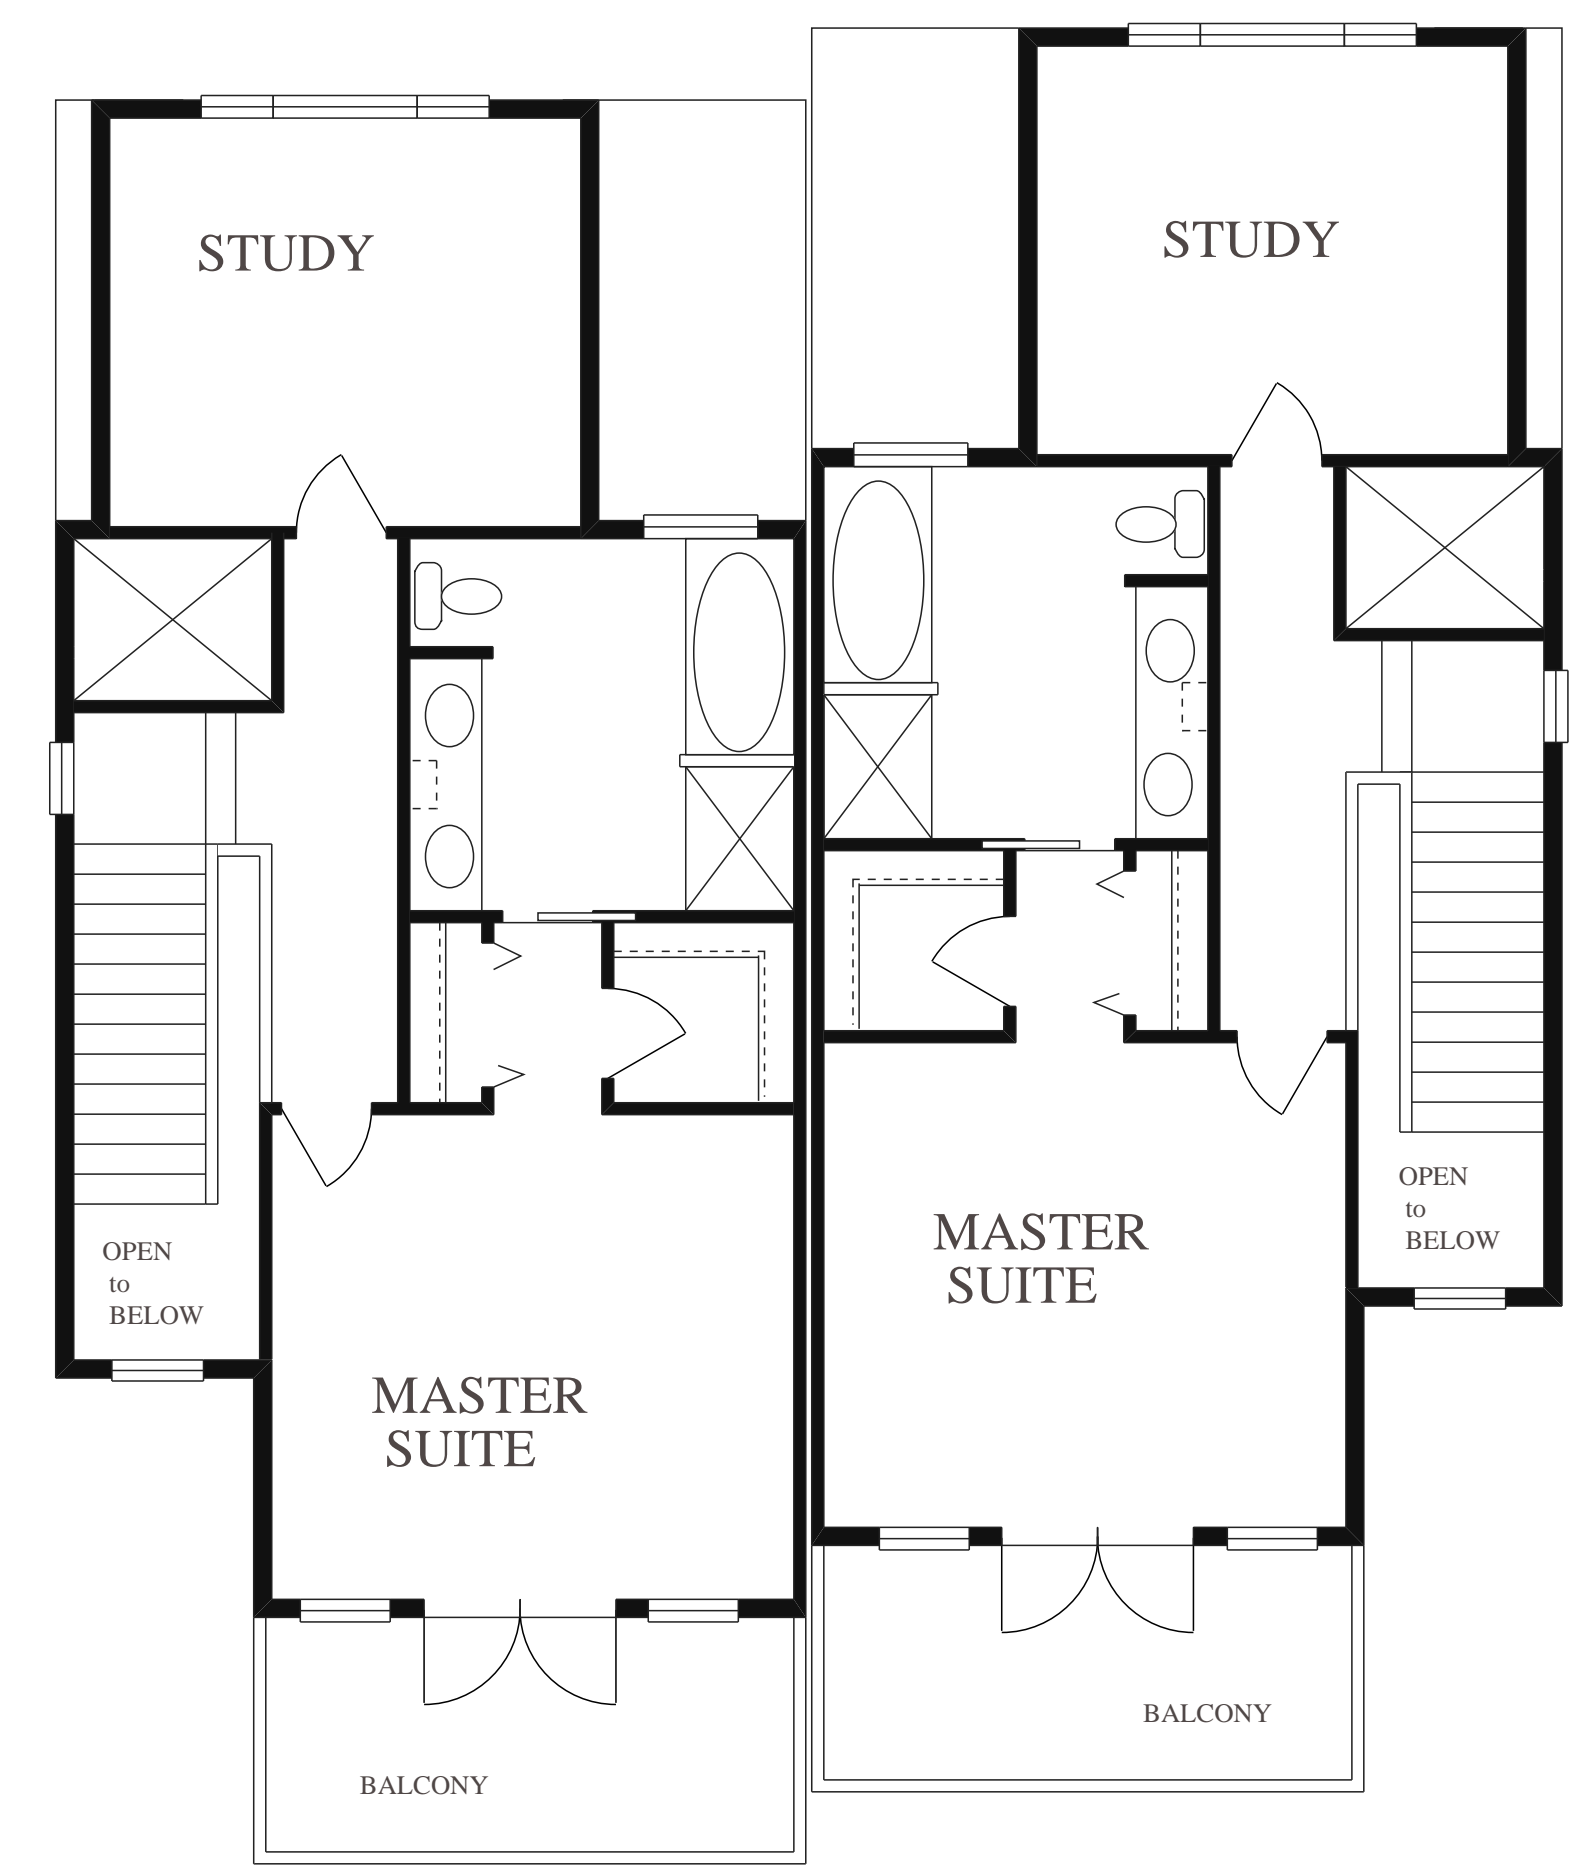 STUDY
STUDY
OPEN
to
BELOW
MASTER
SUITE
OPEN
to
BELOW
MASTER
SUITE
BALCONY
BALCONY